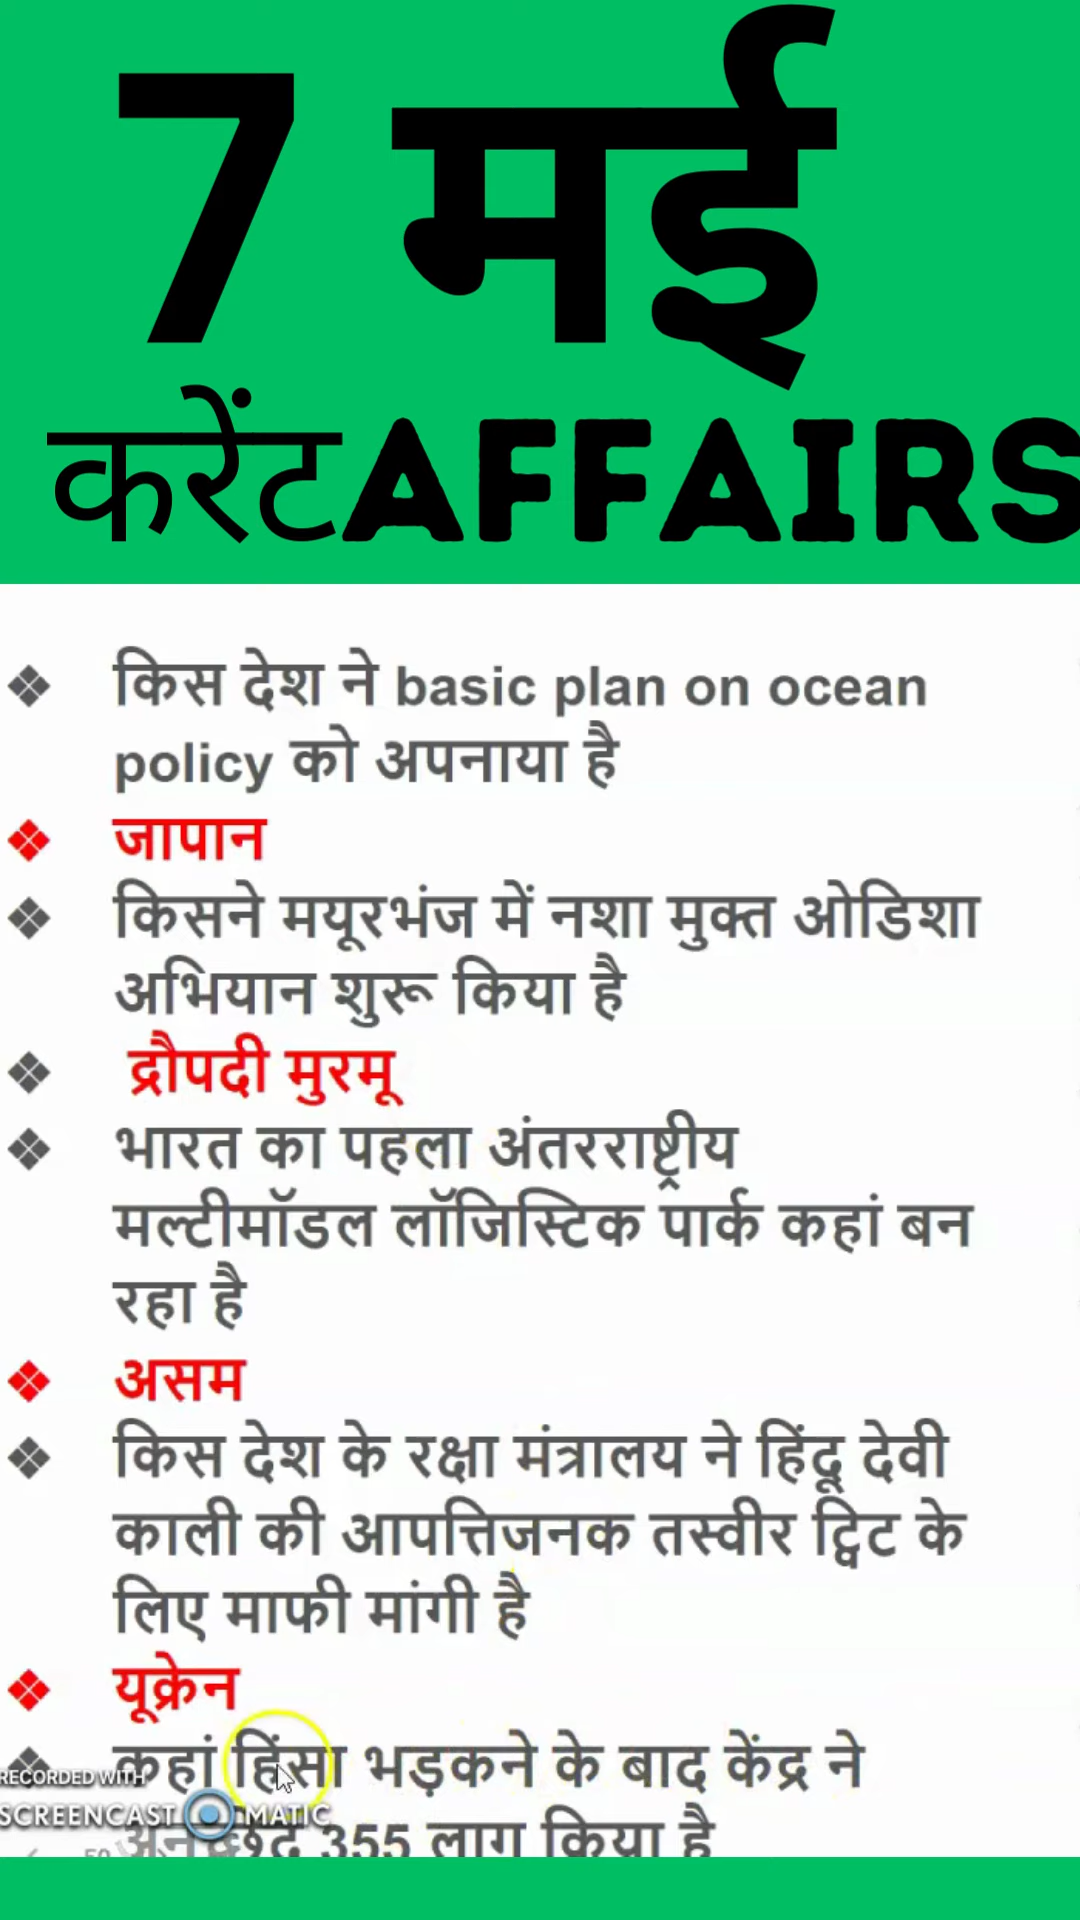 7 मई
करेंटAFFAIRS
❖ किस देश ने basic plan on ocean
policy को अपनाया है
❖ जापान
❖ किसने मयूरभंज में नशा मुक्त ओडिशा
अभियान शुरू किया है
❖ द्रौपदी मुरमू
❖ भारत का पहला अंतरराष्ट्रीय
मल्टीमॉडल लॉजिस्टिक पार्क कहां बन
रहा है
❖ असम
❖ किस देश के रक्षा मंत्रालय ने हिंदू देवी
काली की आपत्तिजनक तस्वीर ट्विट के
लिए माफी मांगी है
❖ यूक्रेन
❖ कहां हिंसा भड़कने के बाद केंद्र ने
RECORDED WITH
SCREENCAST MATIC
355 लागू किया है